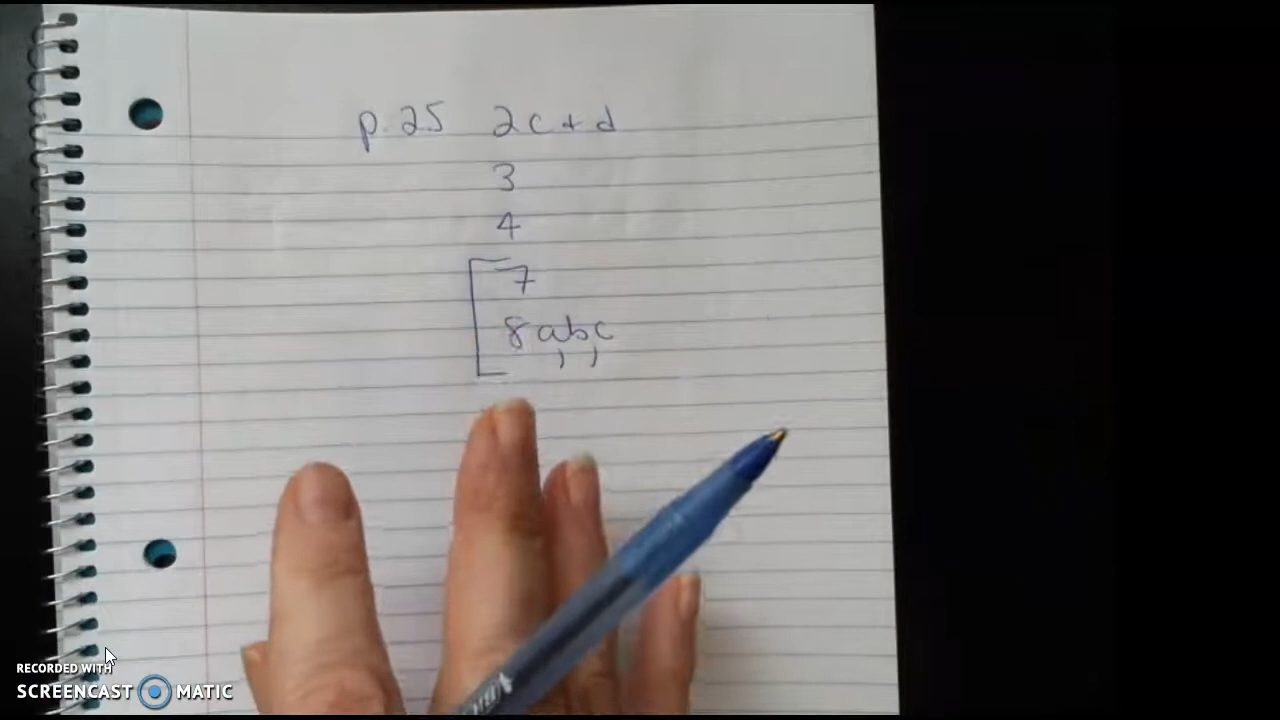 p. 25 2c + d
3
4
7
8 a, b, c
RECORDED WITH
SCREENCAST MATIC